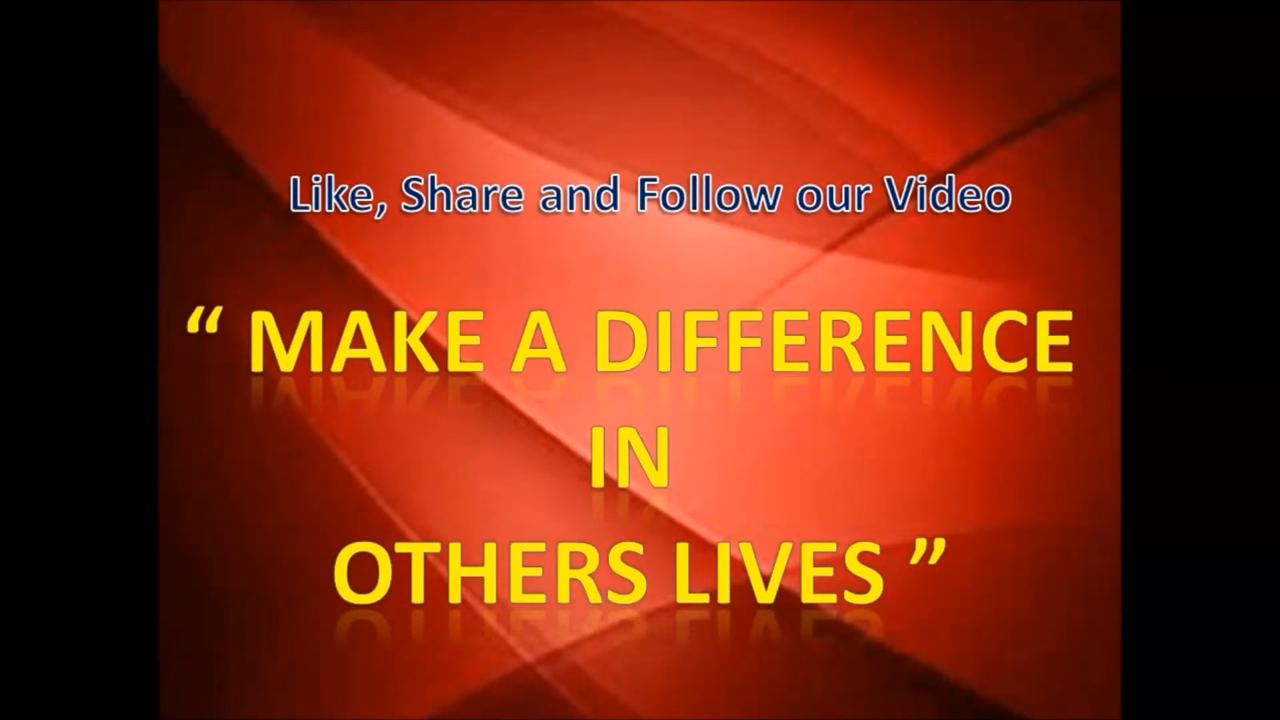 Like, Share and Follow our Video
“ MAKE A DIFFERENCE
IN
OTHERS LIVES ”